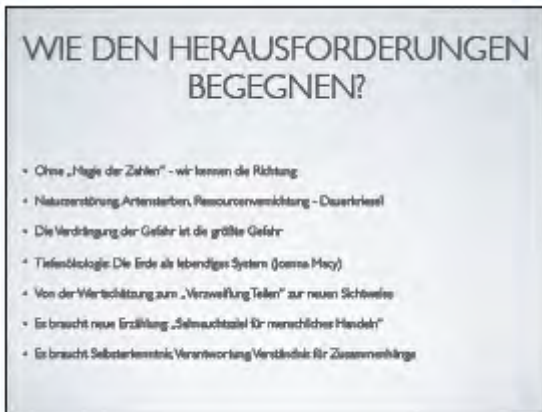 WIE DEN HERAUSFORDERUNGEN
BEGEGNEN?
• Ohne „Magie der Zahlen“ - wir kennen die Richtung
• Naturzerstörung, Artensterben, Ressourcenvernichtung - Dauerkriese!
• Die Verdrängung der Gefahr ist die größte Gefahr
• Tiefenökologie: Die Erde als lebendiges System (Joanna Macy)
• Von der Wertschätzung zum „Verzweiflung Teilen“ zur neuen Sichtweise
• Es braucht neue Erzählung „Sehnsuchtsziel für menschliches Handeln“
• Es braucht Selbsterkenntnis, Verantwortung, Verständnis für Zusammenhänge